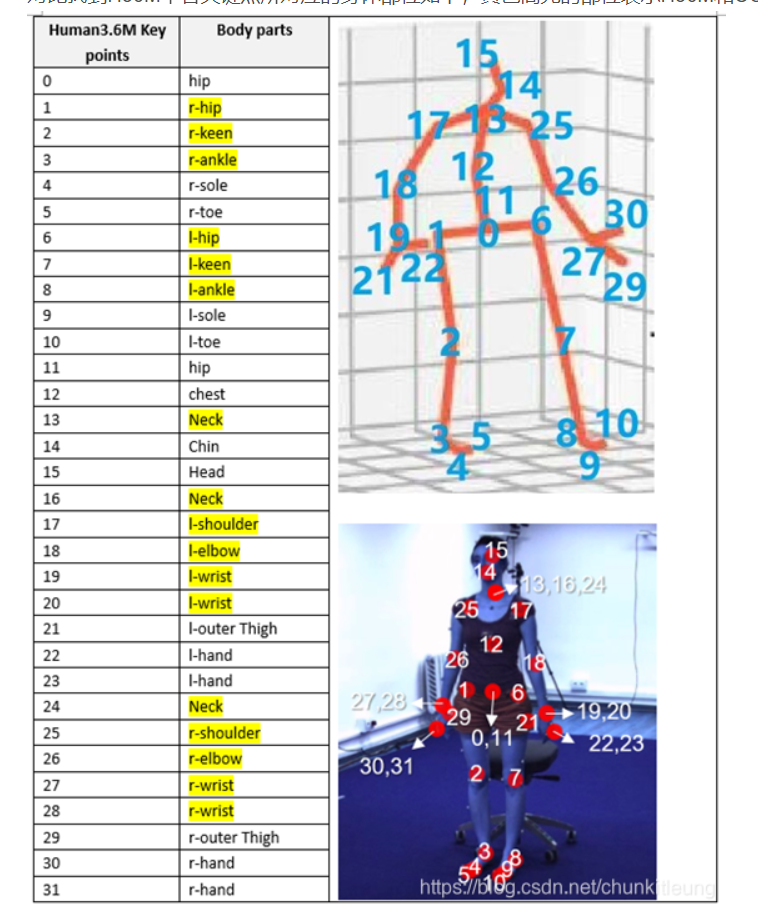 Human3.6M Key points	Body parts
0	hip
1	r-hip
2	r-keen
3	r-ankle
4	r-sole
5	r-toe
6	l-hip
7	l-keen
8	l-ankle
9	l-sole
10	l-toe
11	hip
12	chest
13	Neck
14	Chin
15	Head
16	Neck
17	l-shoulder
18	l-elbow
19	l-wrist
20	l-wrist
21	l-outer Thigh
22	l-hand
23	l-hand
24	Neck
25	r-shoulder
26	r-elbow
27	r-wrist
28	r-wrist
29	r-outer Thigh
30	r-hand
31	r-hand
15
14
17 13 25
12
18 26
11
30
19 1 0 6
21 22 27
29
2 7
3 5 8 10
4 9
15
14
13,16,24
25 17
12
26 18
1 6
27,28 19,20
29 21
0,11 22,23
30,31
2 7
3 8
5 4 9
10
https://blog.csdn.net/chunkitleung